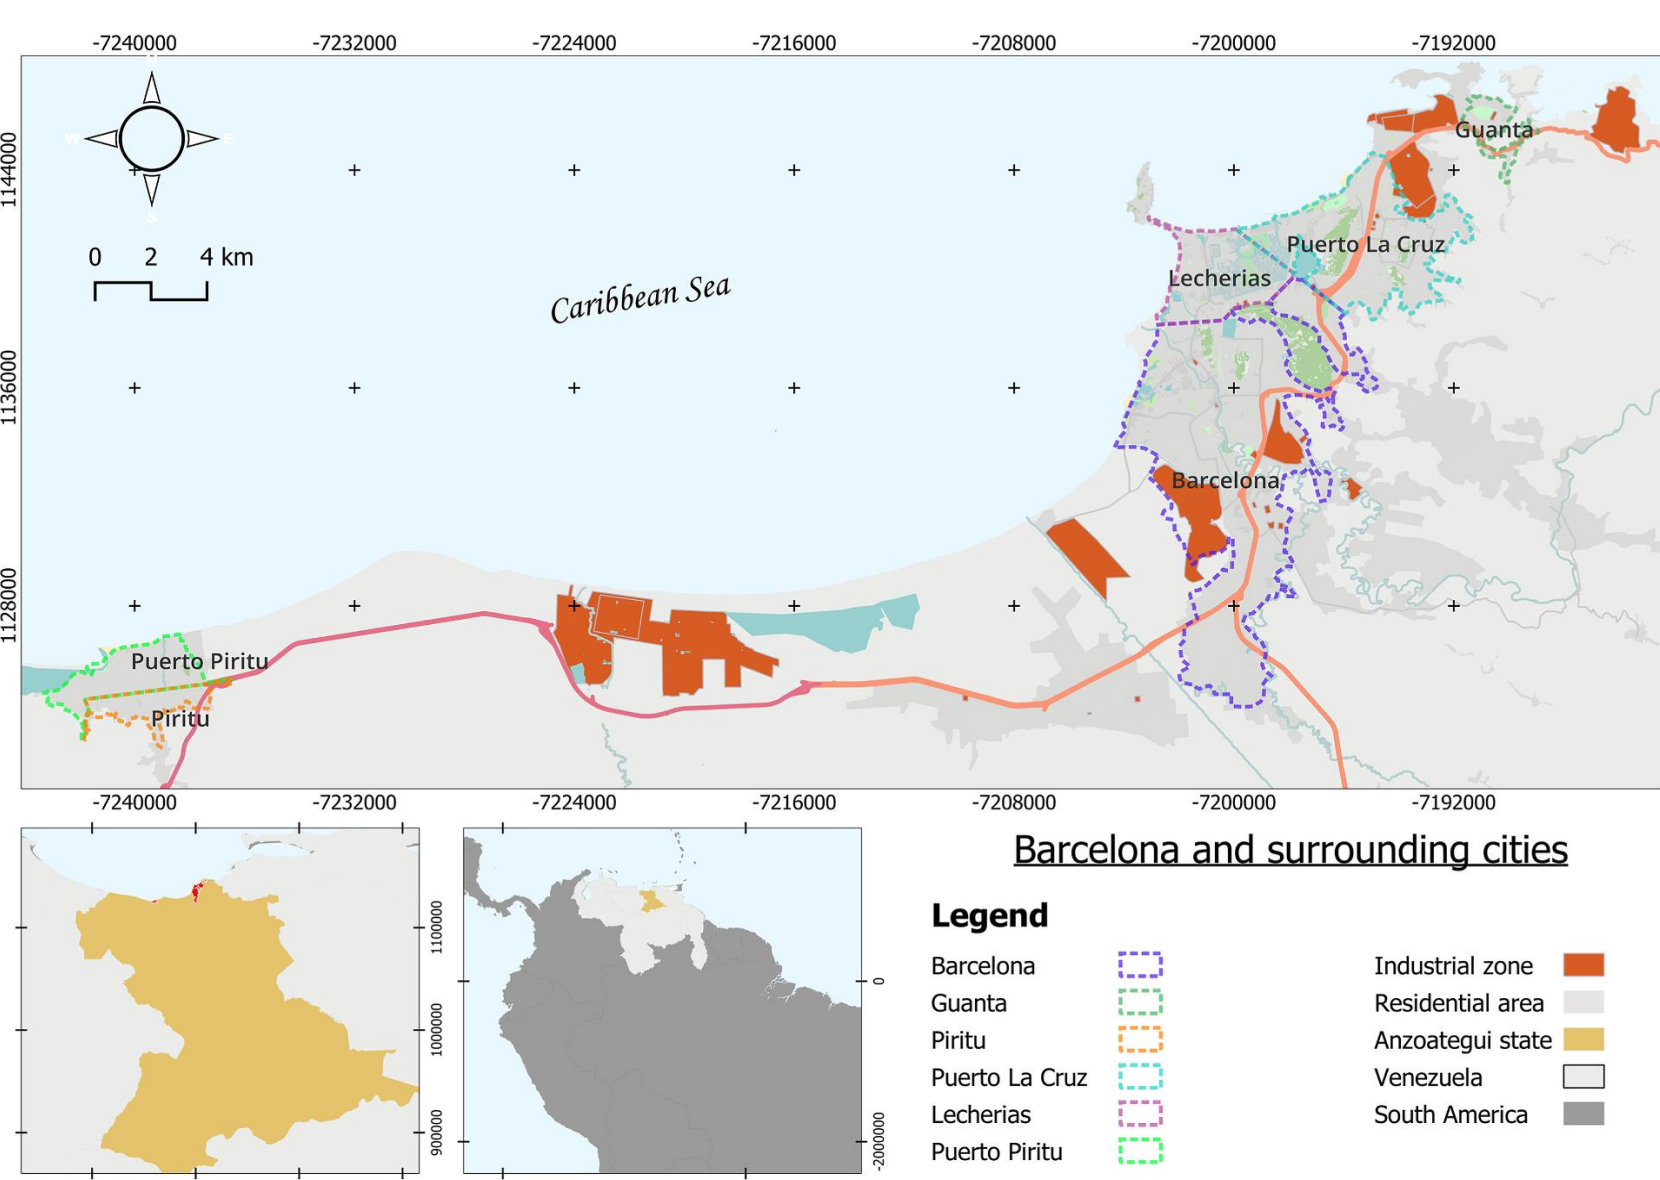 -7240000 -7232000 -7224000 -7216000 -7208000 -7200000 -7192000
N
W E
S
0 2 4 km
1144000
1136000
1128000
Caribbean Sea
Guanta
Puerto La Cruz
Lecherias
Barcelona
Puerto Piritu
Piritu
-7240000 -7232000 -7224000 -7216000 -7208000 -7200000 -7192000
1100000
1000000
900000
0
-2000000
Barcelona and surrounding cities
Legend
Barcelona
Guanta
Piritu
Puerto La Cruz
Lecherias
Puerto Piritu
Industrial zone
Residential area
Anzoategui state
Venezuela
South America